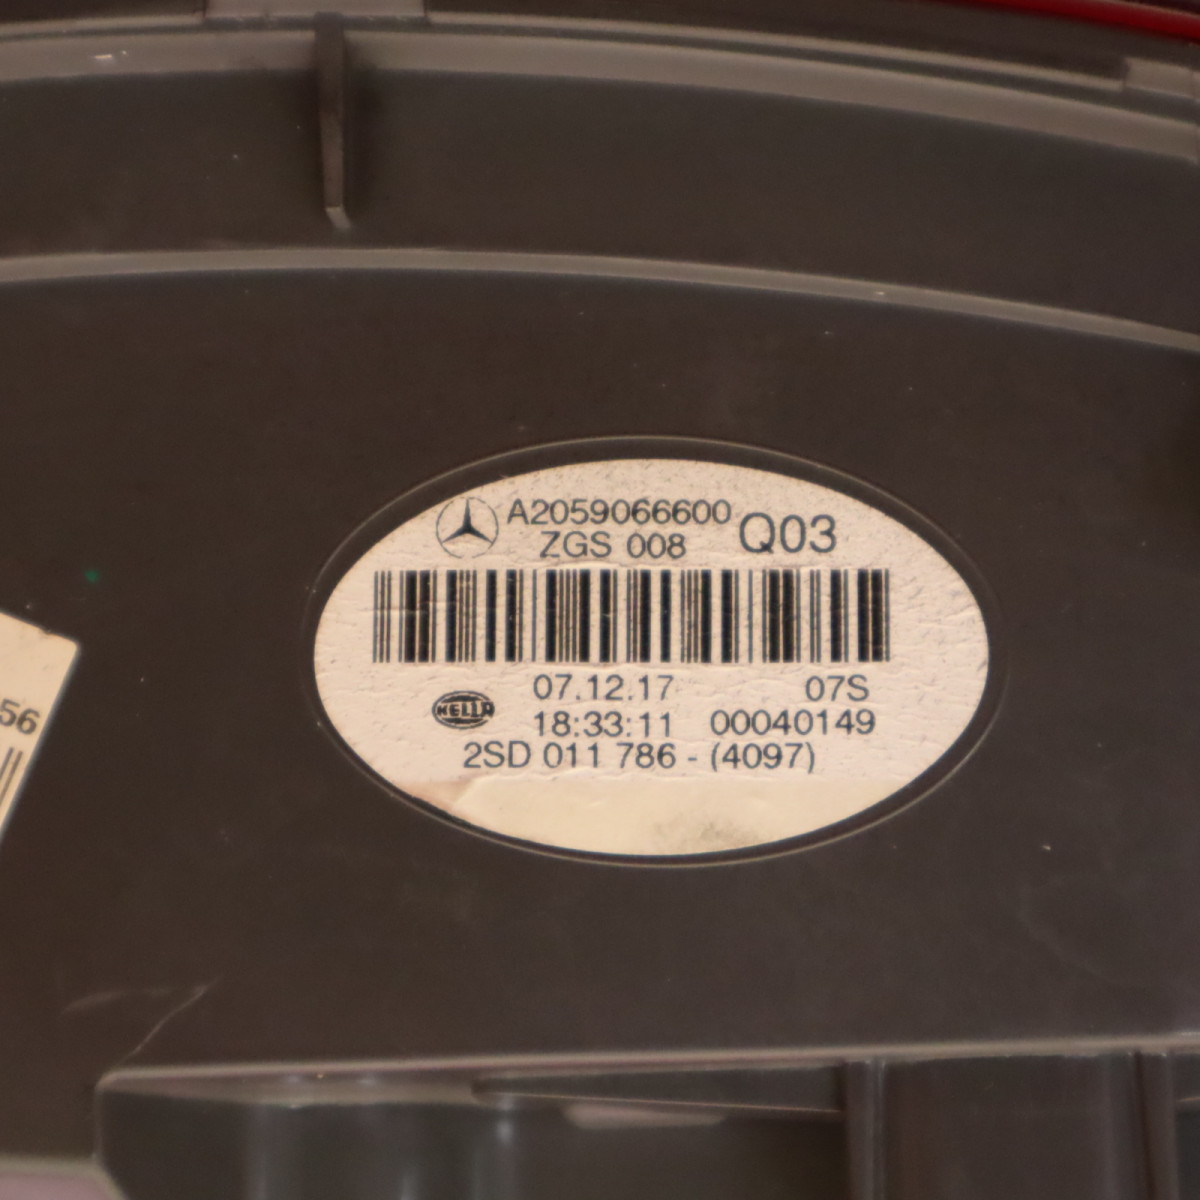 A2059066600
ZGS 008 Q03
07.12.17 07S
HELLA
18:33:11 00040149
2SD 011 786 - (4097)
56